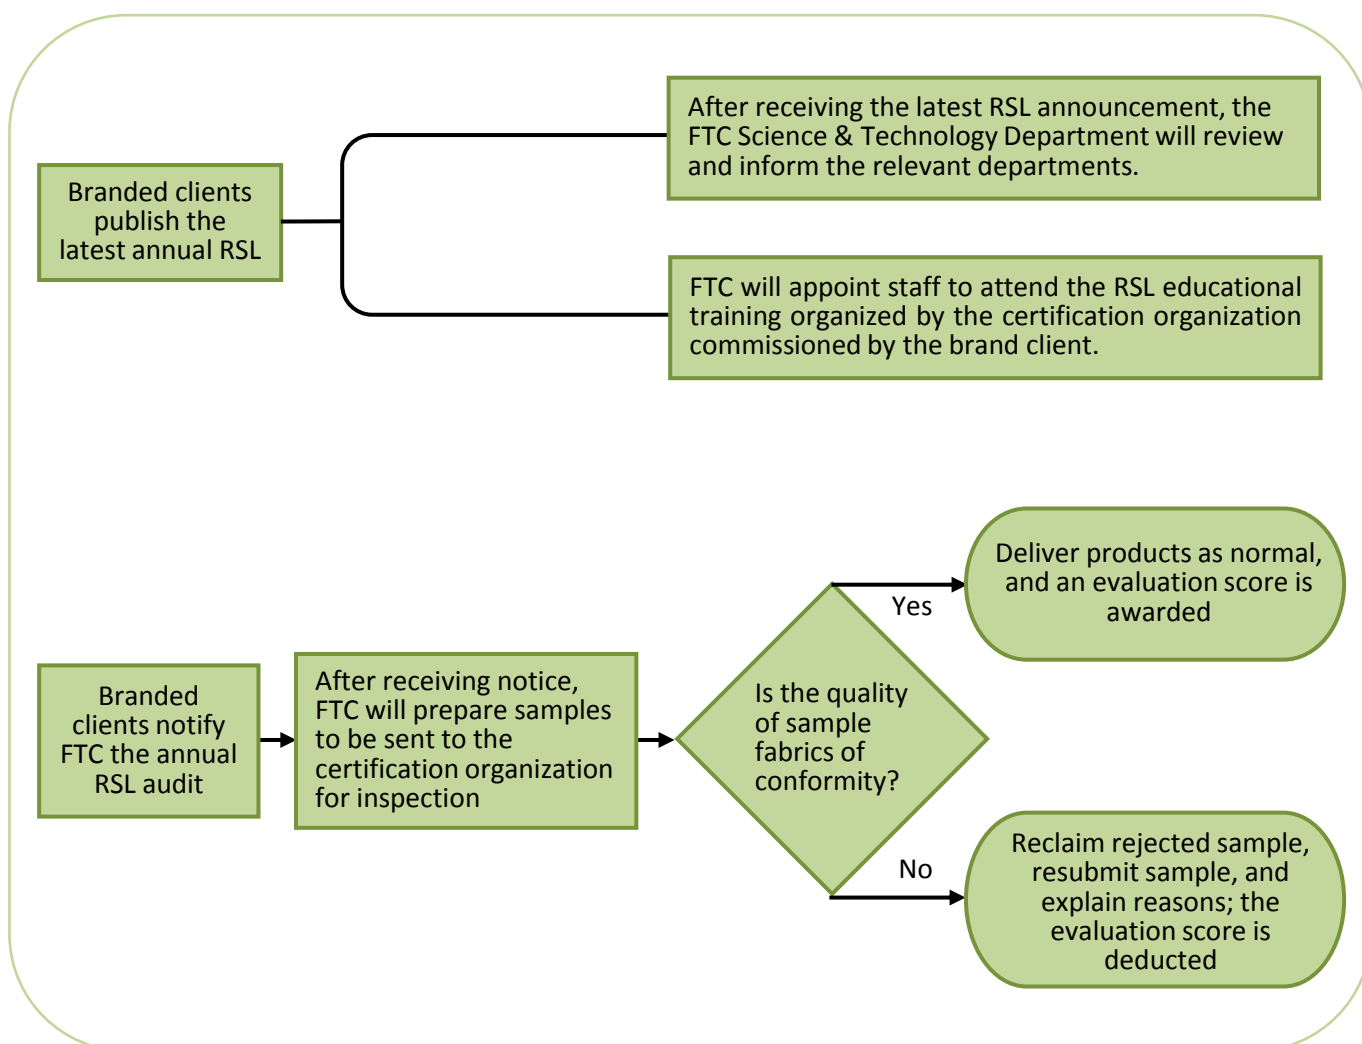 Branded clients
publish the
latest annual RSL
After receiving the latest RSL announcement, the
FTC Science & Technology Department will review
and inform the relevant departments.
FTC will appoint staff to attend the RSL educational
training organized by the certification organization
commissioned by the brand client.
Branded
clients notify
FTC the annual
RSL audit
After receiving notice,
FTC will prepare samples
to be sent to the
certification organization
for inspection
Is the quality
of sample
fabrics of
conformity?
Yes
Deliver products as normal,
and an evaluation score is
awarded
No
Reclaim rejected sample,
resubmit sample, and
explain reasons; the
evaluation score is
deducted